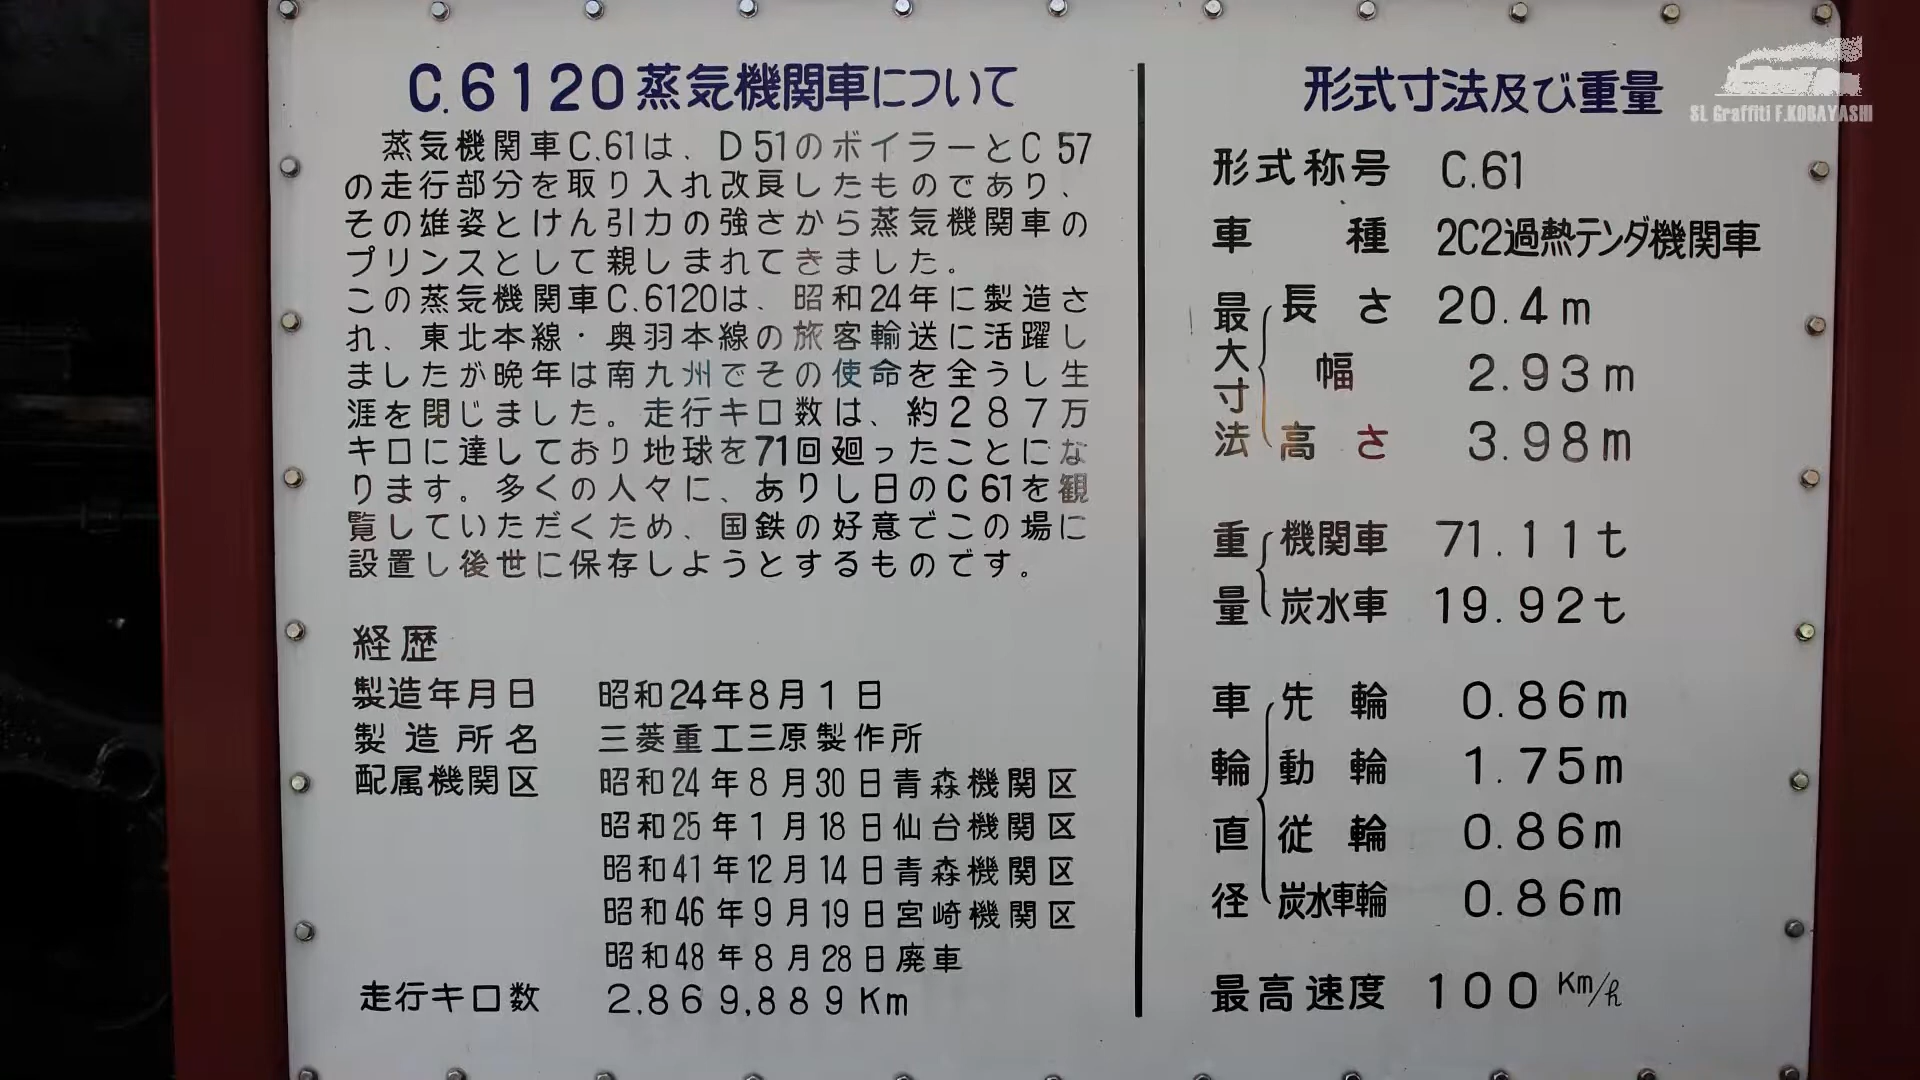 C.6120蒸気機関車について
蒸気機関車C.61は、D51のボイラーとC57
の走行部分を取り入れ改良したものであり、
その雄姿とけん引力の強さから蒸気機関車の
プリンスとして親しまれてきました。
この蒸気機関車C.6120は、昭和24年に製造さ
れ、東北本線・奥羽本線の旅客輸送に活躍し
ましたが晩年は南九州でその使命を全うし生
涯を閉じました。走行キロ数は、約287万
キロに達しており地球を71回廻ったことにな
ります。多くの人々に、ありし日のC61を観
覧していただくため、国鉄の好意でこの場に
設置し後世に保存しようとするものです。
経歴
製造年月日 昭和24年8月1日
製造所名 三菱重工三原製作所
配属機関区 昭和24年8月30日青森機関区
昭和25年1月18日仙台機関区
昭和41年12月14日青森機関区
昭和46年9月19日宮崎機関区
昭和48年8月28日廃車
走行キロ数 2.869,889Km
形式寸法及び重量
形式称号 C.61
車種 2C2過熱テンダ機関車
最大寸法 長さ 20.4m
幅 2.93m
高さ 3.98m
重量 機関車 71.11t
炭水車 19.92t
車輪直径 先輪 0.86m
動輪 1.75m
従輪 0.86m
炭水車輪 0.86m
最高速度 100Km/h
SL Graffiti F.KOBAYASHI